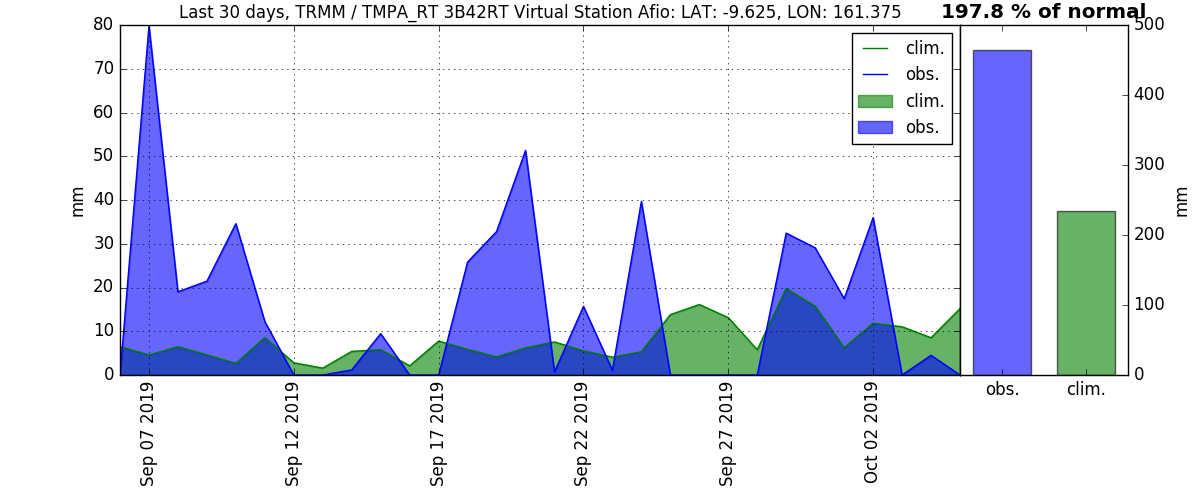 Last 30 days, TRMM / TMPA_RT 3B42RT Virtual Station Afio: LAT: -9.625, LON: 161.375
197.8 % of normal
80
70
60
50
40
30
20
10
0
mm
clim.
obs.
clim.
obs.
500
400
300
200
100
0
mm
Sep 07 2019
Sep 12 2019
Sep 17 2019
Sep 22 2019
Sep 27 2019
Oct 02 2019
obs.
clim.